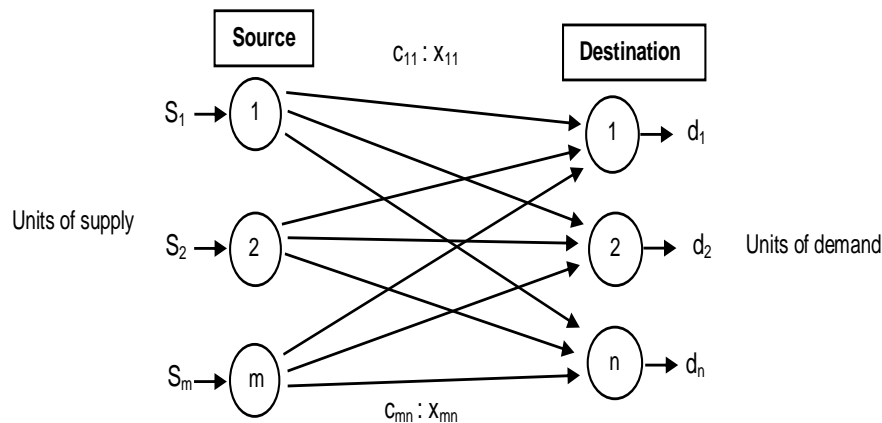 Source
Destination
c₁₁ : x₁₁
S₁
1
1
d₁
Units of supply
S₂
2
2
d₂
Units of demand
Sₘ
m
n
dₙ
cₘₙ : xₘₙ